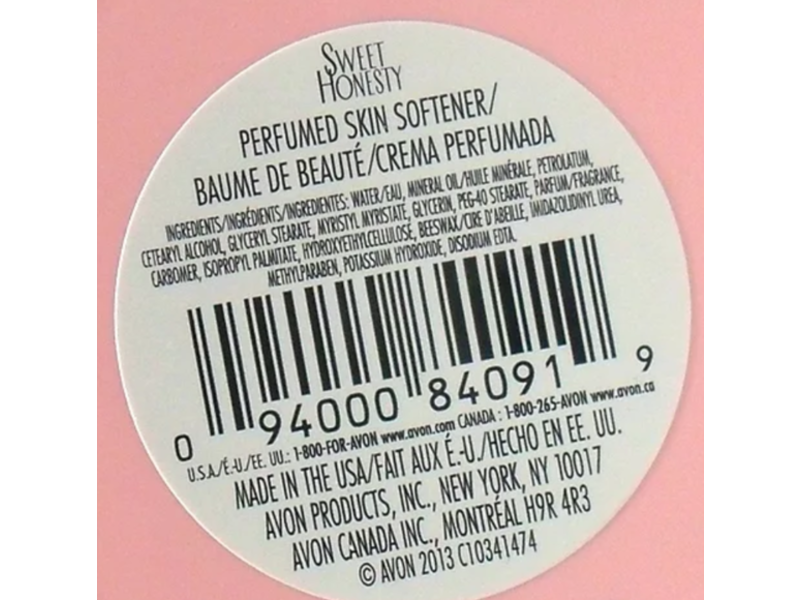 SWEET
HONESTY
PERFUMED SKIN SOFTENER/
BAUME DE BEAUTÉ/CREMA PERFUMADA
INGREDIENTS/INGRÉDIENTS/INGREDIENTES: WATER/EAU, MINERAL OIL/HUILE MINÉRALE, PETROLATUM,
CETEARYL ALCOHOL, GLYCERYL STEARATE, MYRISTYL MYRISTATE, GLYCERIN, PEG-40 STEARATE, PARFUM/FRAGRANCE,
CARBOMER, ISOPROPYL PALMITATE, HYDROXYETHYLCELLULOSE, BEESWAX/CIRE D'ABEILLE, IMIDAZOLIDINYL UREA,
METHYLPARABEN, POTASSIUM HYDROXIDE, DISODIUM EDTA.
0 94000 84091 9
U.S.A./É.-U./EE. UU.: 1-800-FOR-AVON www.avon.com CANADA : 1-800-265-AVON www.avon.ca
MADE IN THE USA/FAIT AUX É.-U./HECHO EN EE. UU.
AVON PRODUCTS, INC., NEW YORK, NY 10017
AVON CANADA INC., MONTRÉAL H9R 4R3
© AVON 2013 C10341474